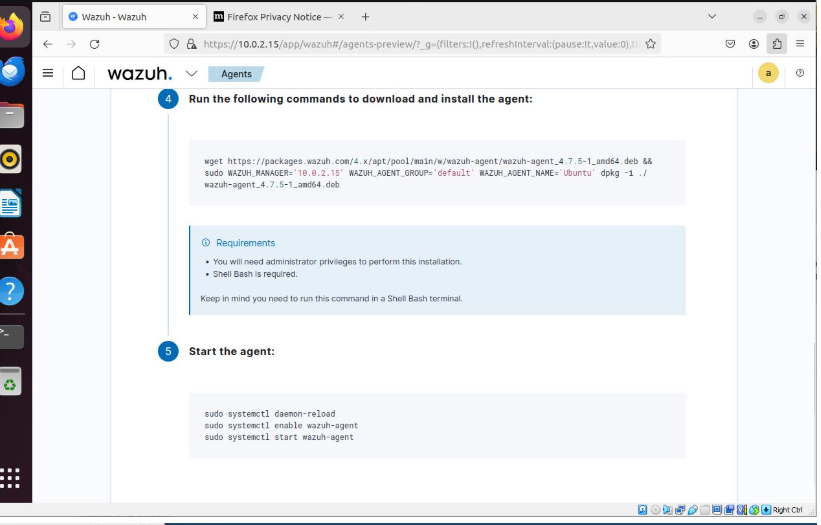 Wazuh - Wazuh
Firefox Privacy Notice —
https://10.0.2.15/app/wazuh#/agents-preview/?_g=(filters:!(),refreshInterval:(pause:!t,value:0),ti
wazuh.
Agents
a
4 Run the following commands to download and install the agent:
wget https://packages.wazuh.com/4.x/apt/pool/main/w/wazuh-agent/wazuh-agent_4.7.5-1_amd64.deb &&
sudo WAZUH_MANAGER='10.0.2.15' WAZUH_AGENT_GROUP='default' WAZUH_AGENT_NAME='Ubuntu' dpkg -i ./
wazuh-agent_4.7.5-1_amd64.deb
Requirements
• You will need administrator privileges to perform this installation.
• Shell Bash is required.
Keep in mind you need to run this command in a Shell Bash terminal.
5 Start the agent:
sudo systemctl daemon-reload
sudo systemctl enable wazuh-agent
sudo systemctl start wazuh-agent
Right Ctrl